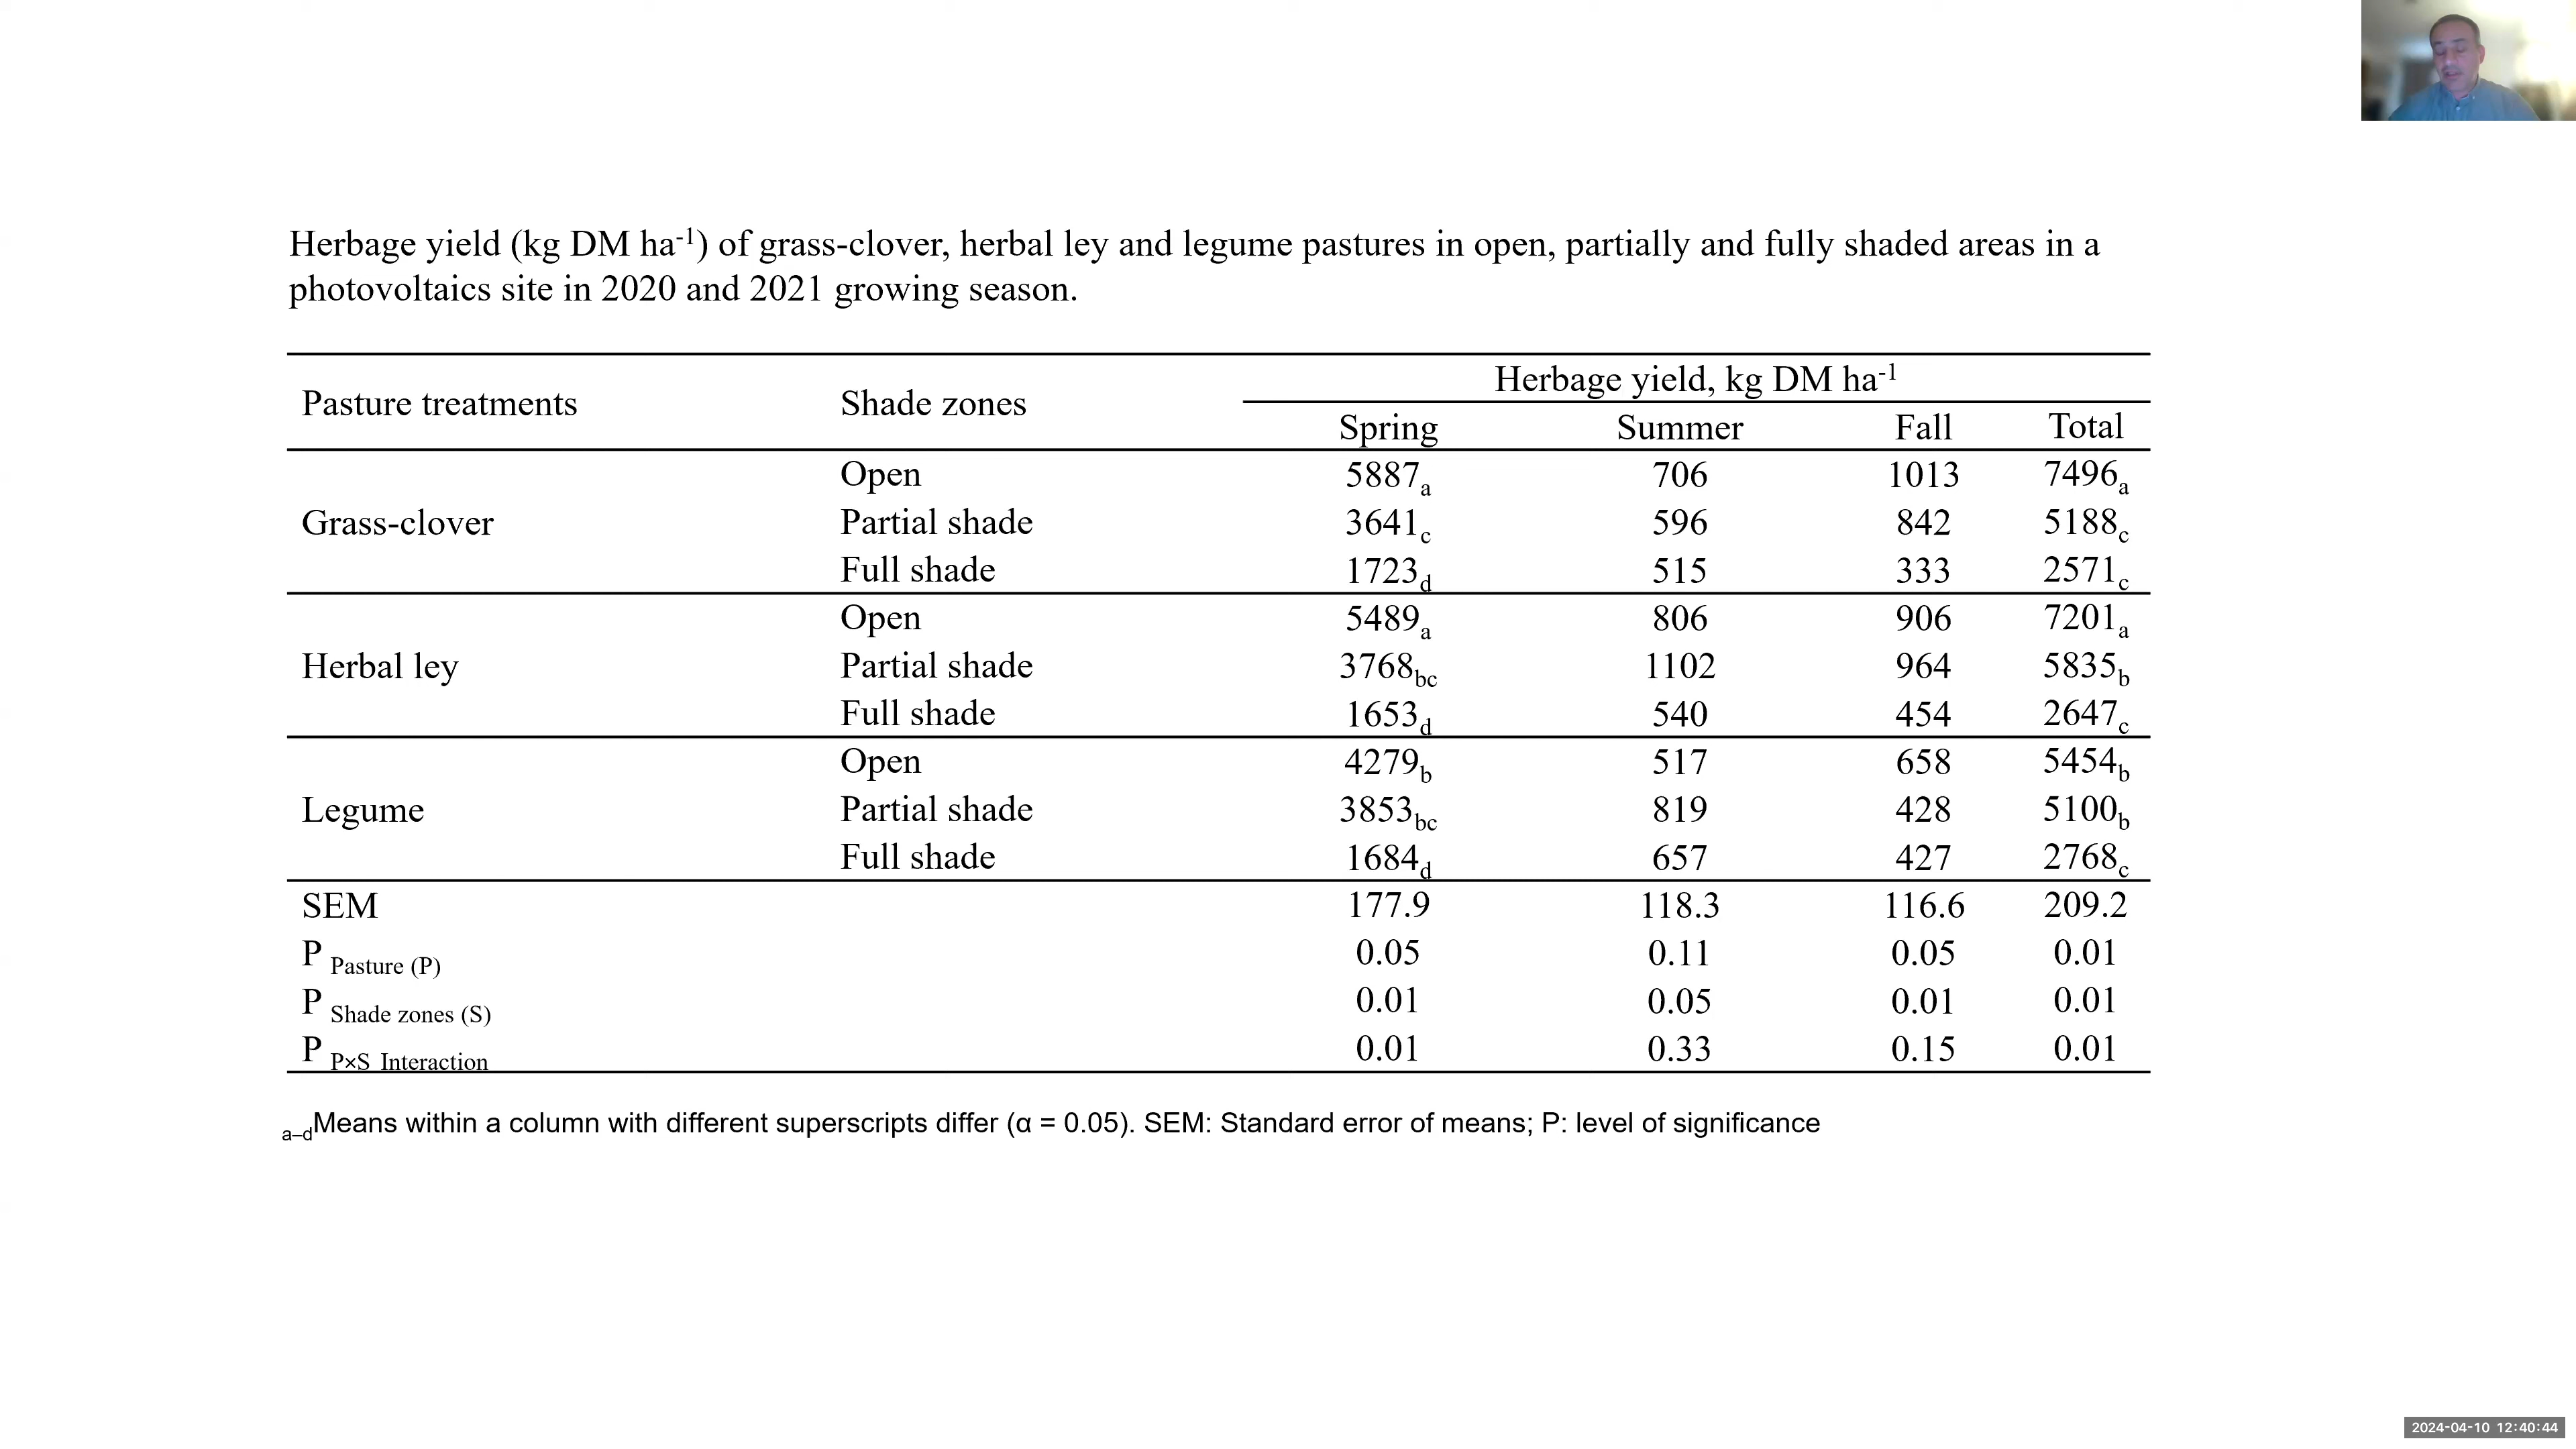 Herbage yield (kg DM ha-1) of grass-clover, herbal ley and legume pastures in open, partially and fully shaded areas in a
photovoltaics site in 2020 and 2021 growing season.
Pasture treatments Shade zones Herbage yield, kg DM ha-1
Spring Summer Fall Total
Grass-clover Open 5887a 706 1013 7496a
Partial shade 3641c 596 842 5188c
Full shade 1723d 515 333 2571c
Herbal ley Open 5489a 806 906 7201a
Partial shade 3768bc 1102 964 5835b
Full shade 1653d 540 454 2647c
Legume Open 4279b 517 658 5454b
Partial shade 3853bc 819 428 5100b
Full shade 1684d 657 427 2768c
SEM 177.9 118.3 116.6 209.2
P Pasture (P) 0.05 0.11 0.05 0.01
P Shade zones (S) 0.01 0.05 0.01 0.01
P P×S Interaction 0.01 0.33 0.15 0.01
a–dMeans within a column with different superscripts differ (α = 0.05). SEM: Standard error of means; P: level of significance
2024-04-10 12:40:44